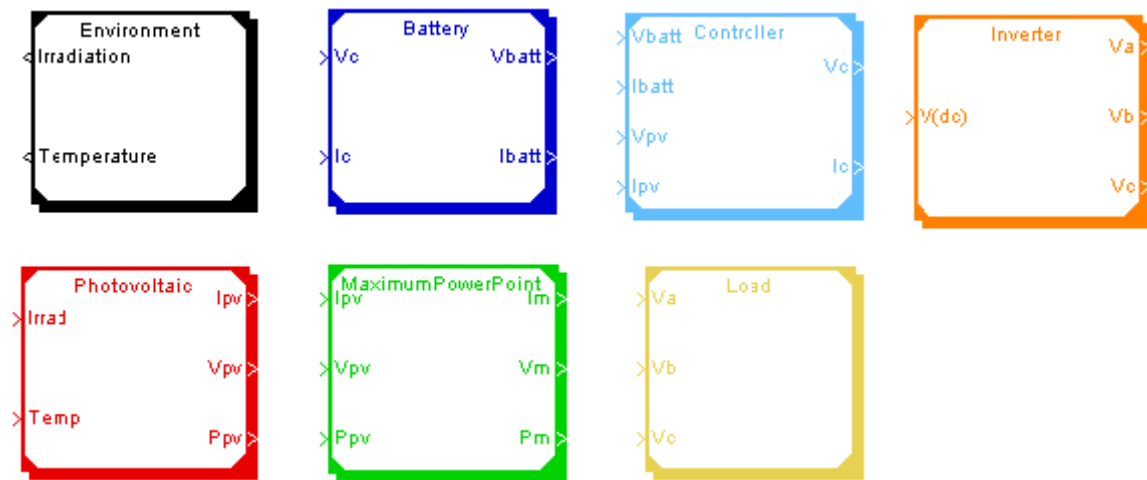 Environment
Irradiation
Temperature
Battery
Vc
Vbatt
Ic
Ibatt
Contrcller
Vbatt
Ibatt
Vpv
Ipv
Vc
Ic
Inverter
V(dc)
Va
Vb
Vc
Photovoltaic
Irrad
Temp
Ipv
Vpv
Ppv
MaximumPowerPoint
Ipv
Vpv
Ppv
Im
Vm
Pm
Load
Va
Vb
Vc